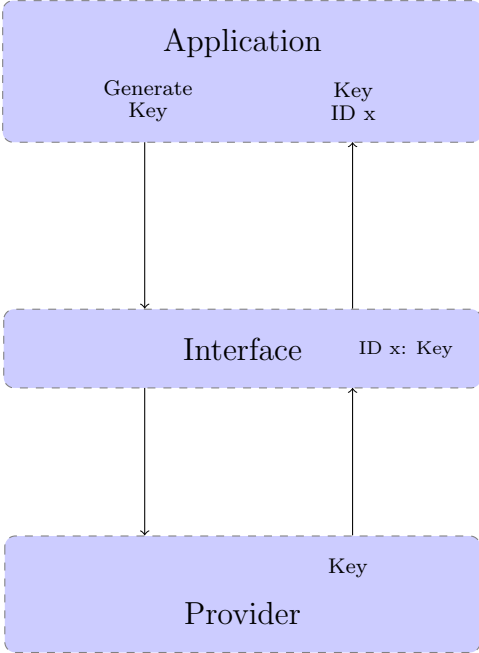 Application
Generate
Key
Key
ID x
Interface
ID x: Key
Key
Provider